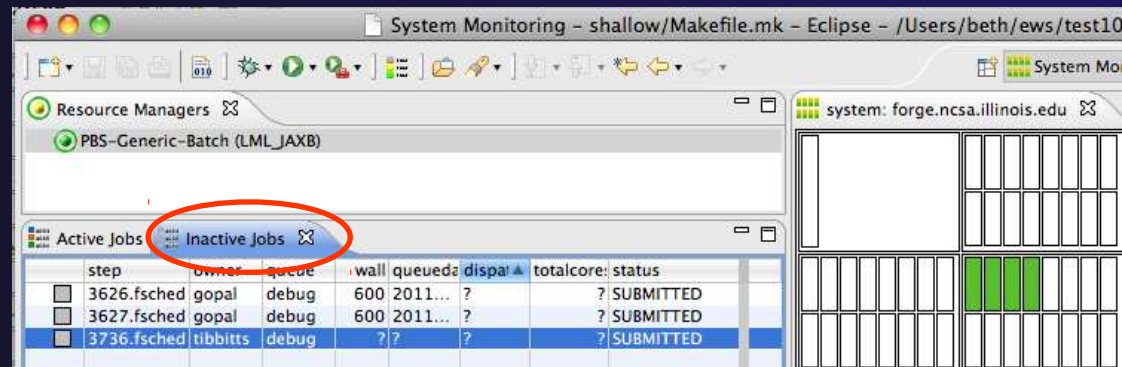 System Monitoring – shallow/Makefile.mk – Eclipse – /Users/beth/ews/test10
010
System Mo
Resource Managers
system: forge.ncsa.illinois.edu
PBS-Generic-Batch (LML_JAXB)
Active Jobs Inactive Jobs
step owner queue wall queueda dispat totalcore: status
3626.fsched gopal debug 600 2011... ? ? SUBMITTED
3627.fsched gopal debug 600 2011... ? ? SUBMITTED
3736.fsched tibbitts debug ? ? ? ? SUBMITTED